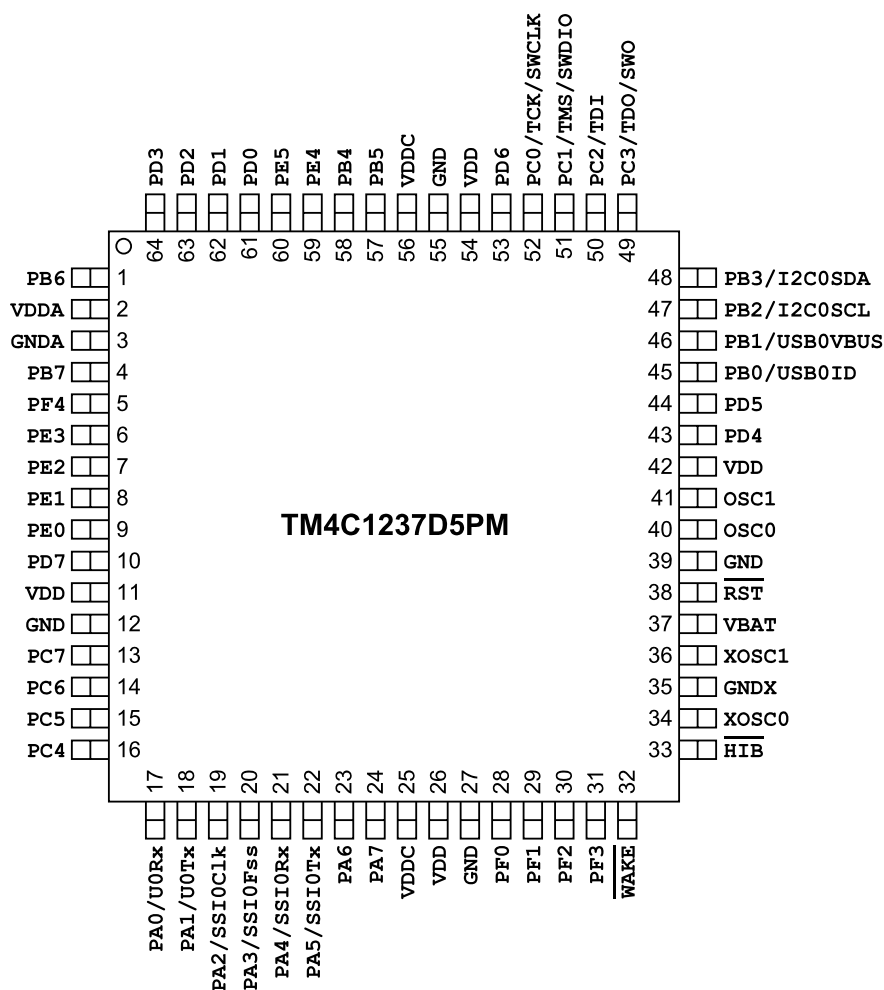 PD3
PD2
PD1
PD0
PE5
PE4
PB4
PB5
VDDC
GND
VDD
PD6
PC0/TCK/SWCLK
PC1/TMS/SWDIO
PC2/TDI
PC3/TDO/SWO
64
63
62
61
60
59
58
57
56
55
54
53
52
51
50
49
PB6 1
VDDA 2
GNDA 3
PB7 4
PF4 5
PE3 6
PE2 7
PE1 8
PE0 9
PD7 10
VDD 11
GND 12
PC7 13
PC6 14
PC5 15
PC4 16
TM4C1237D5PM
48 PB3/I2C0SDA
47 PB2/I2C0SCL
46 PB1/USB0VBUS
45 PB0/USB0ID
44 PD5
43 PD4
42 VDD
41 OSC1
40 OSC0
39 GND
38 RST
37 VBAT
36 XOSC1
35 GNDX
34 XOSC0
33 HIB
17
18
19
20
21
22
23
24
25
26
27
28
29
30
31
32
PA0/U0Rx
PA1/U0Tx
PA2/SSI0Clk
PA3/SSI0Fss
PA4/SSI0Rx
PA5/SSI0Tx
PA6
PA7
VDDC
VDD
GND
PF0
PF1
PF2
PF3
WAKE